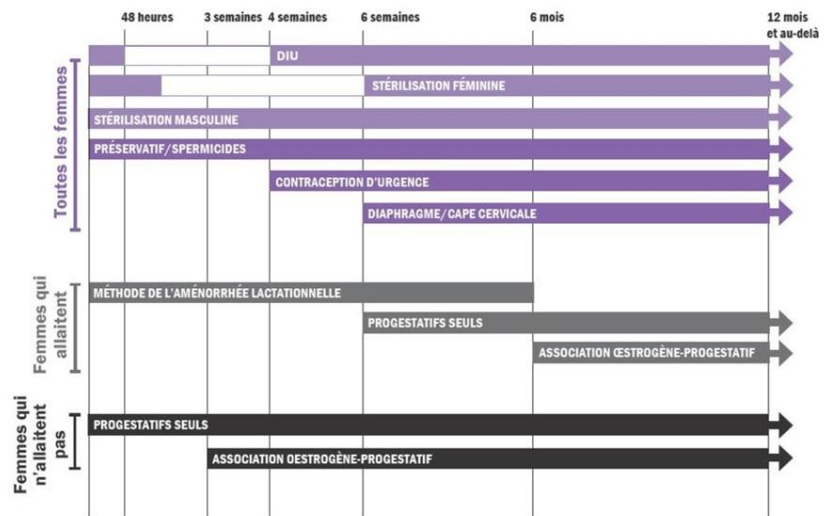 48 heures
3 semaines
4 semaines
6 semaines
6 mois
12 mois
et au-delà
Toutes les femmes
DIU
STÉRILISATION FÉMININE
STÉRILISATION MASCULINE
PRÉSERVATIF/SPERMICIDES
CONTRACEPTION D'URGENCE
DIAPHRAGME/CAPE CERVICALE
Femmes qui
allaitent
MÉTHODE DE L'AMÉNORRHÉE LACTATIONNELLE
PROGESTATIFS SEULS
ASSOCIATION ŒSTROGÈNE-PROGESTATIF
Femmes qui
n'allaitent
pas
PROGESTATIFS SEULS
ASSOCIATION OESTROGÈNE-PROGESTATIF